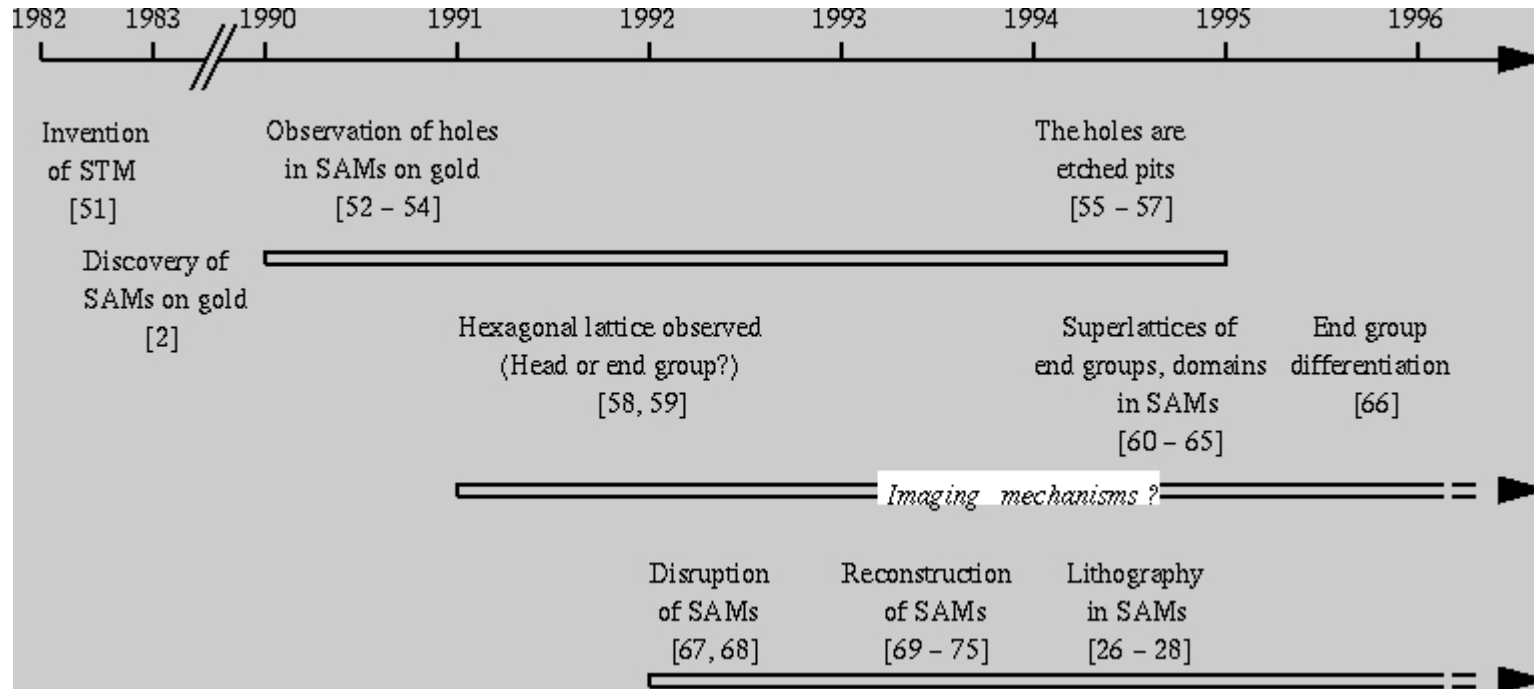 1982 1983 1990 1991 1992 1993 1994 1995 1996
Invention
of STM
[51]
Observation of holes
in SAMs on gold
[52 – 54]
The holes are
etched pits
[55 – 57]
Discovery of
SAMs on gold
[2]
Hexagonal lattice observed
(Head or end group?)
[58, 59]
Superlattices of
end groups, domains
in SAMs
[60 – 65]
End group
differentiation
[66]
Imaging mechanisms ?
Disruption
of SAMs
[67, 68]
Reconstruction
of SAMs
[69 – 75]
Lithography
in SAMs
[26 – 28]